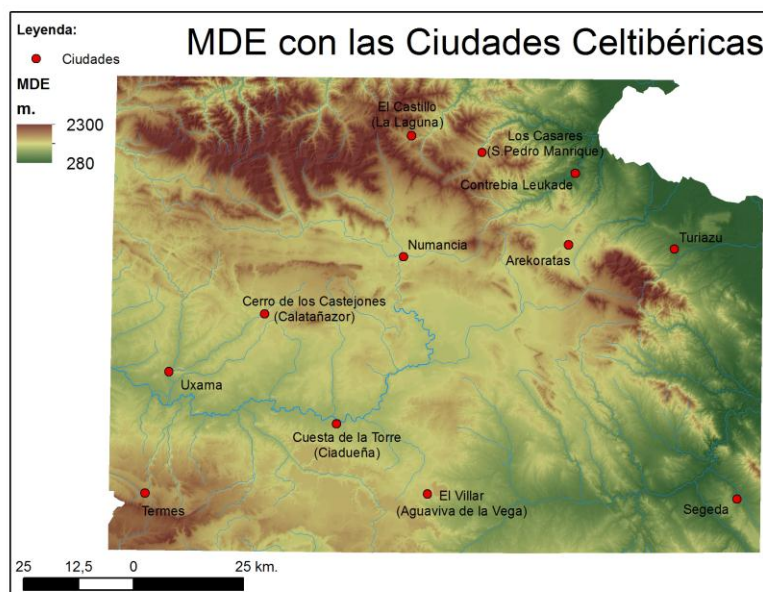 Leyenda:
Ciudades
MDE
m.
2300
280
MDE con las Ciudades Celtibéricas
El Castillo
(La Laguna)
Los Casares
(S.Pedro Manrique)
Contrebia Leukade
Numancia
Arekoratas
Turiazu
Cerro de los Castejones
(Calatañazor)
Uxama
Cuesta de la Torre
(Ciadueña)
Termes
El Villar
(Aguaviva de la Vega)
Segeda
25 12,5 0 25 km.